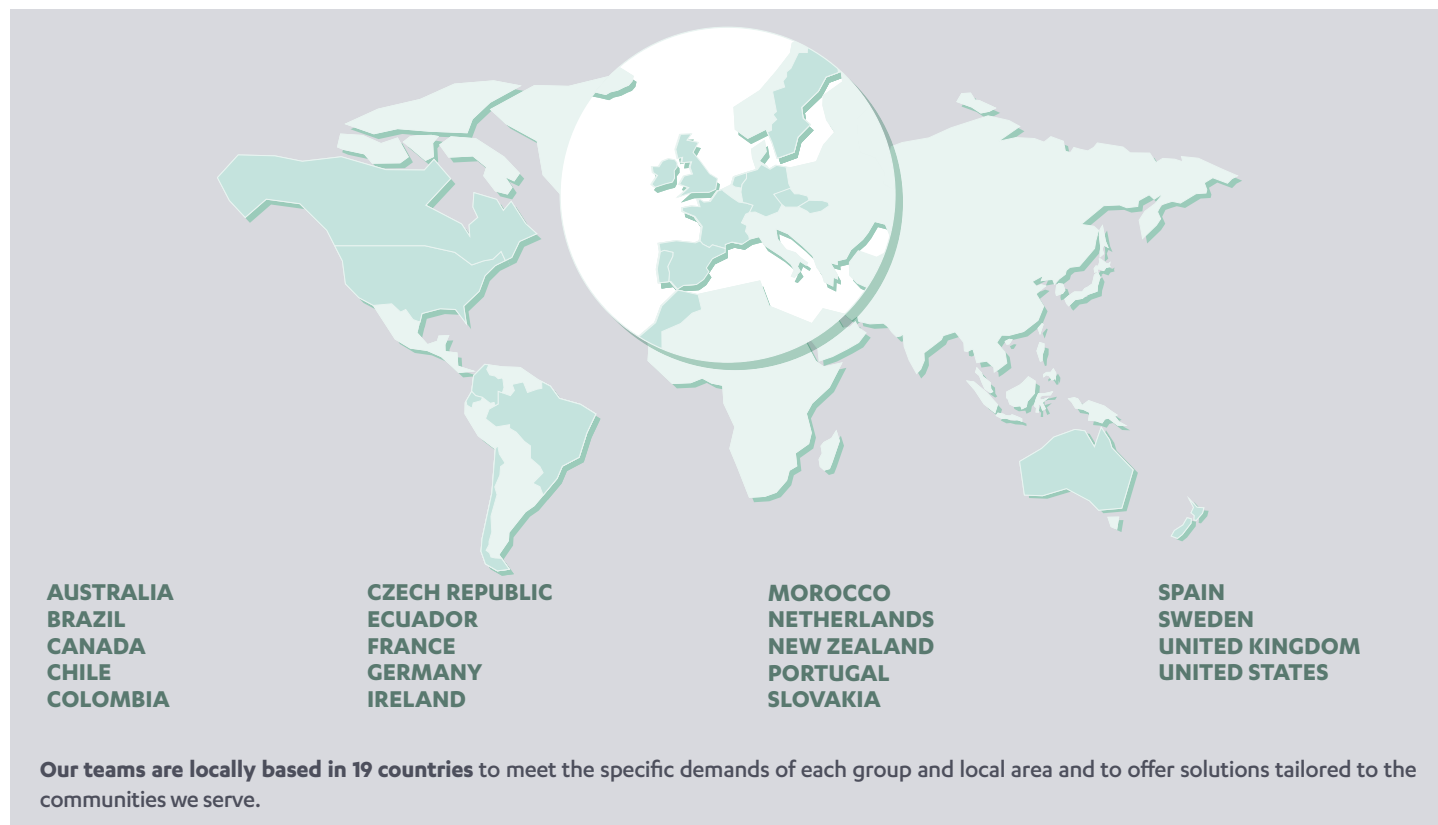 AUSTRALIA
BRAZIL
CANADA
CHILE
COLOMBIA
CZECH REPUBLIC
ECUADOR
FRANCE
GERMANY
IRELAND
MOROCCO
NETHERLANDS
NEW ZEALAND
PORTUGAL
SLOVAKIA
SPAIN
SWEDEN
UNITED KINGDOM
UNITED STATES
Our teams are locally based in 19 countries to meet the specific demands of each group and local area and to offer solutions tailored to the
communities we serve.